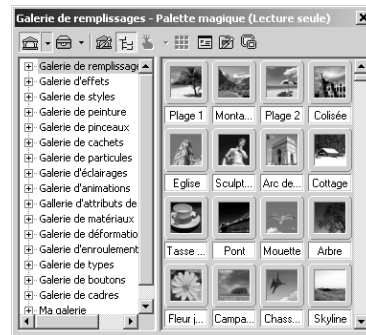 Galerie de remplissages - Palette magique (Lecture seule)
Galerie de remplissage
Galerie d'effets
Galerie de styles
Galerie de peinture
Galerie de pinceaux
Galerie de cachets
Galerie de particules
Galerie d'éclairages
Galerie d'animations
Gallerie d'attributs de
Galerie de matériaux
Galerie de déformatio
Galerie d'enroulement
Galerie de types
Galerie de boutons
Galerie de cadres
Ma galerie
Plage 1 Monta... Plage 2 Colisée
Eglise Sculpt... Arc de... Cottage
Tasse ... Pont Mouette Arbre
Fleur j... Campa... Chass... Skyline